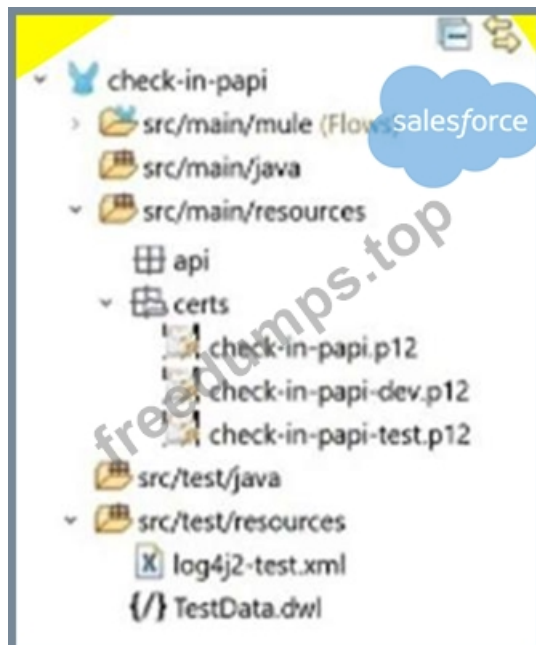 check-in-papi
src/main/mule (Flows)
salesforce
src/main/java
src/main/resources
api
certs
check-in-papi.p12
check-in-papi-dev.p12
check-in-papi-test.p12
freedumps.top
src/test/java
src/test/resources
log4j2-test.xml
{/} TestData.dwl